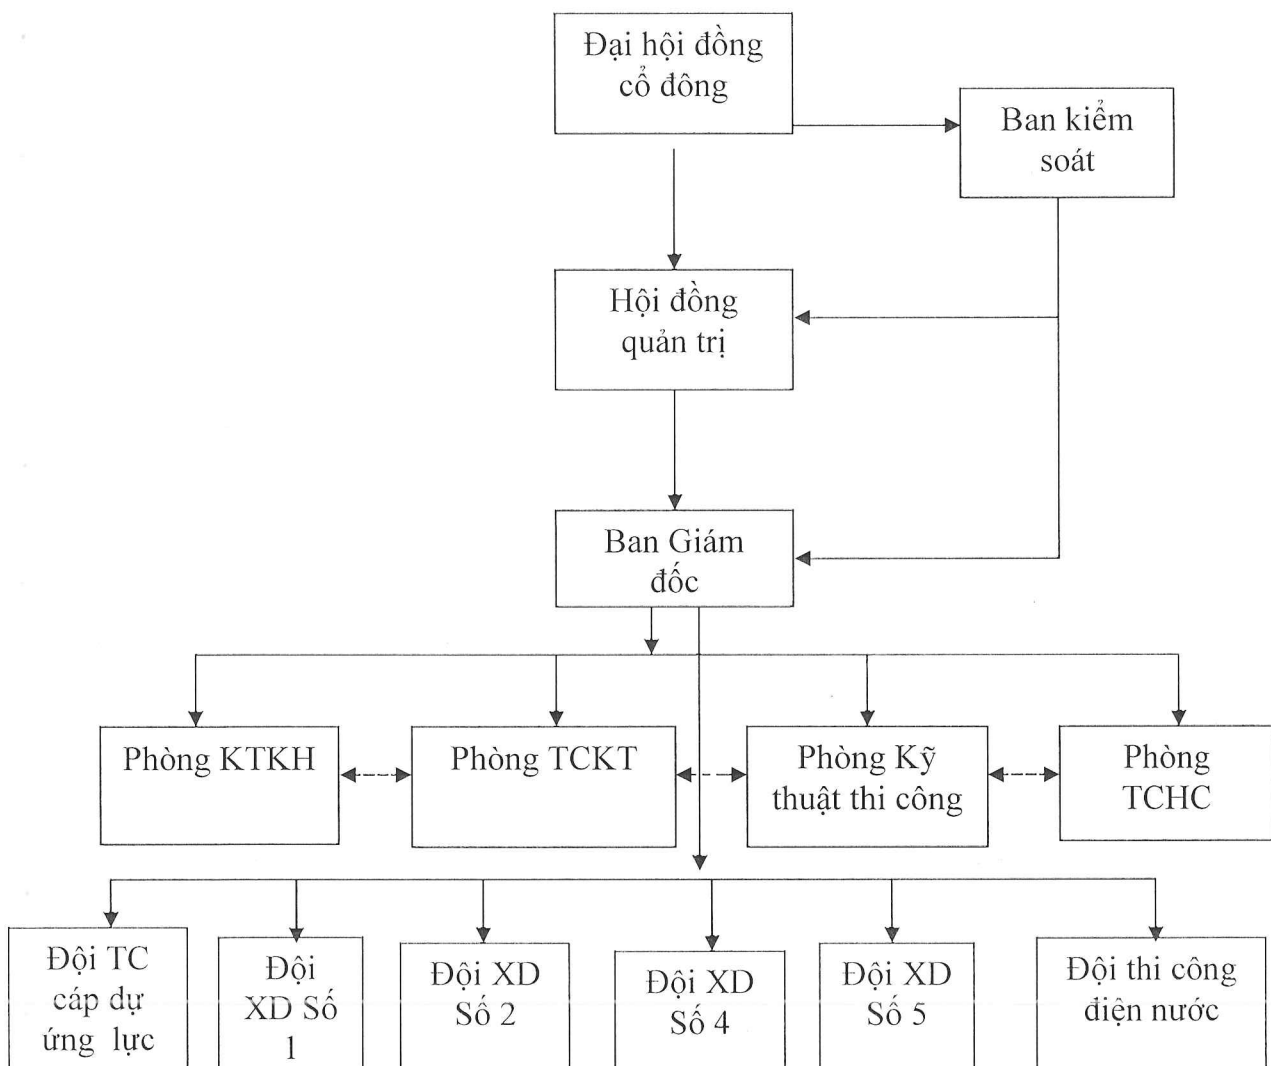 Đại hội đồng
cổ đông
Ban kiểm
soát
Hội đồng
quản trị
Ban Giám
đốc
Phòng KTKH
Phòng TCKT
Phòng Kỹ
thuật thi công
Phòng
TCHC
Đội TC
cáp dự
ứng lực
Đội
XD Số
1
Đội XD
Số 2
Đội XD
Số 4
Đội XD
Số 5
Đội thi công
điện nước